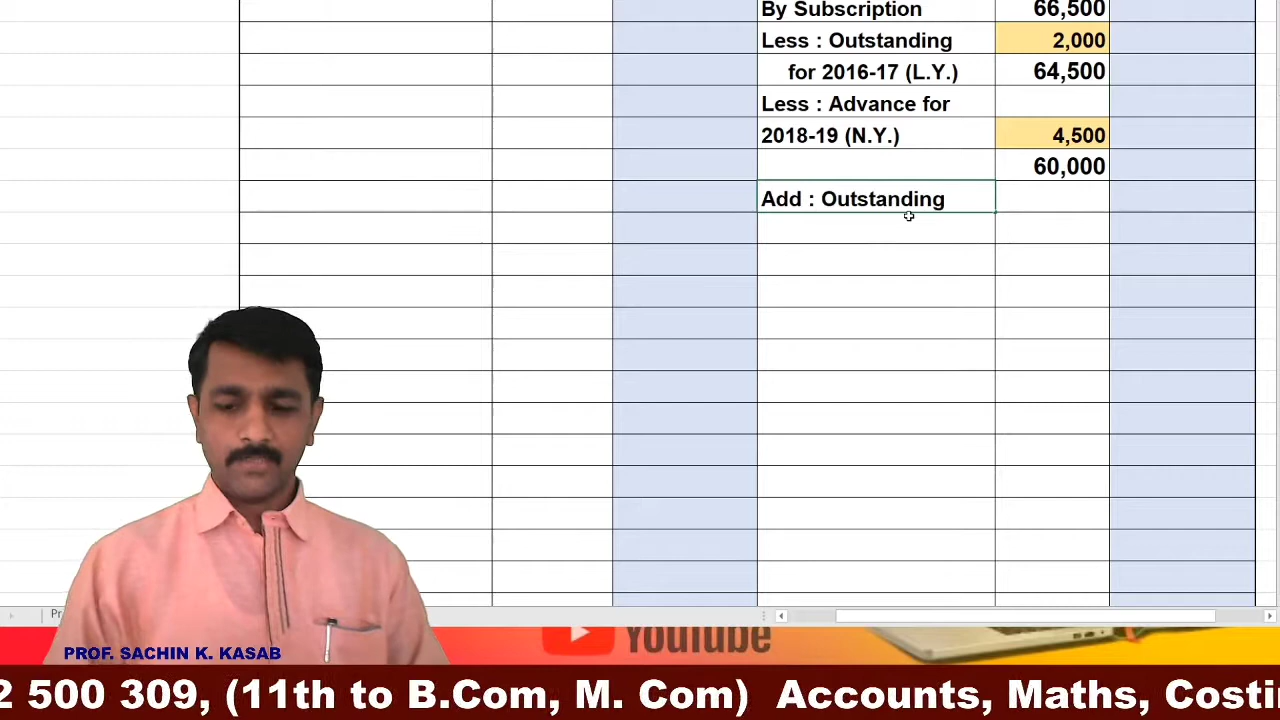 By Subscription 66,500
Less : Outstanding 2,000
for 2016-17 (L.Y.) 64,500
Less : Advance for
2018-19 (N.Y.) 4,500
60,000
Add : Outstanding
Pr
YouTube
PROF. SACHIN K. KASAB
2 500 309, (11th to B.Com, M. Com) Accounts, Maths, Costi